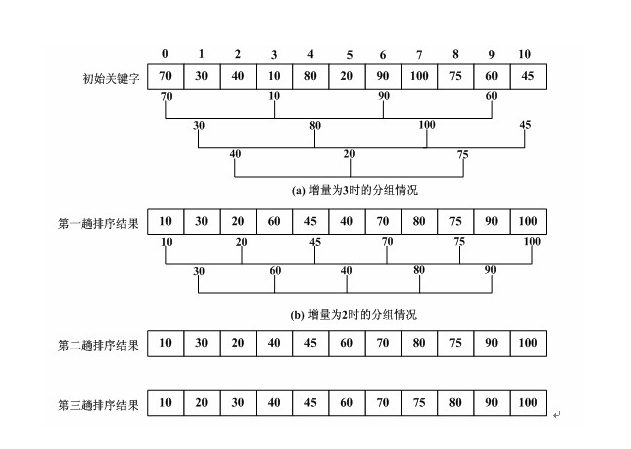 0 1 2 3 4 5 6 7 8 9 10
初始关键字 70 30 40 10 80 20 90 100 75 60 45
70 10 90 60
30 80 100 45
40 20 75
(a) 增量为3时的分组情况
第一趟排序结果 10 30 20 60 45 40 70 80 75 90 100
10 20 45 70 75 100
30 60 40 80 90
(b) 增量为2时的分组情况
第二趟排序结果 10 30 20 40 45 60 70 80 75 90 100
第三趟排序结果 10 20 30 40 45 60 70 75 80 90 100